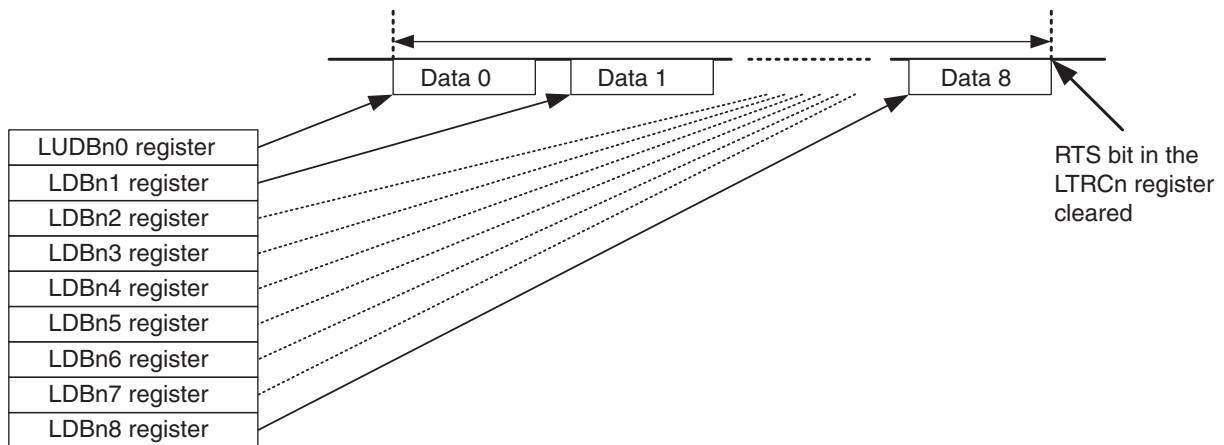 Data 0
Data 1
Data 8
LUDBn0 register
LDBn1 register
LDBn2 register
LDBn3 register
LDBn4 register
LDBn5 register
LDBn6 register
LDBn7 register
LDBn8 register
RTS bit in the
LTRCn register
cleared